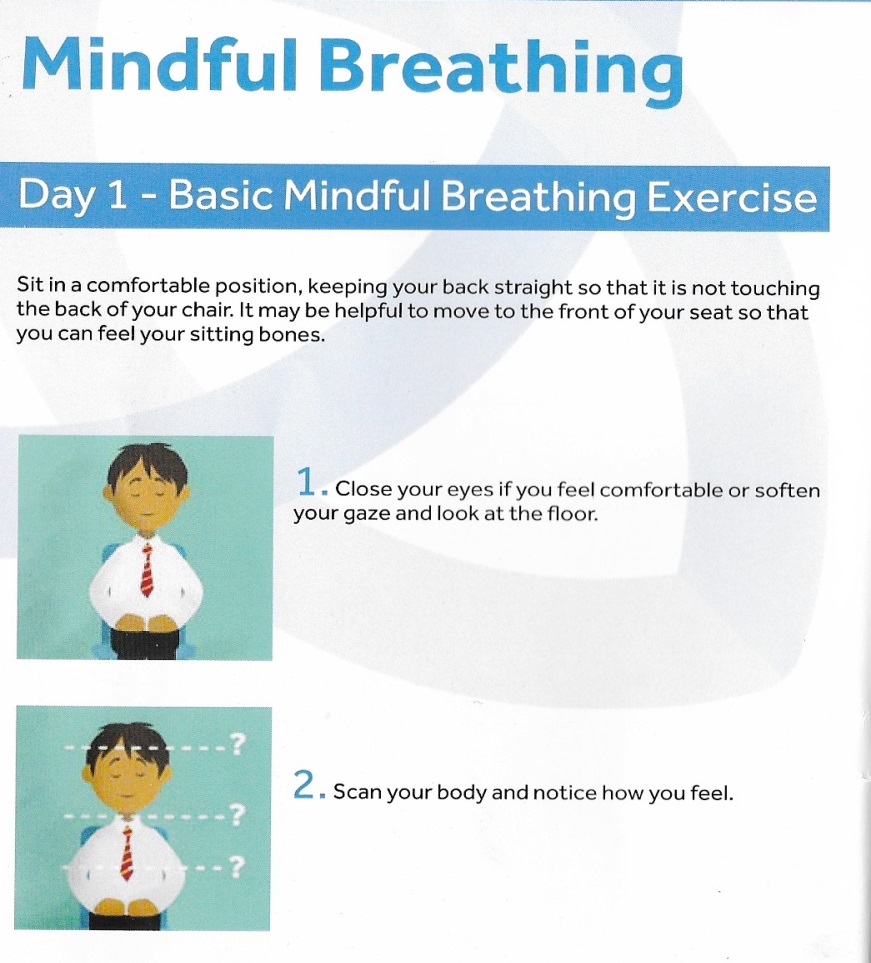 Mindful Breathing
Day 1 - Basic Mindful Breathing Exercise
Sit in a comfortable position, keeping your back straight so that it is not touching
the back of your chair. It may be helpful to move to the front of your seat so that
you can feel your sitting bones.
1. Close your eyes if you feel comfortable or soften
your gaze and look at the floor.
?
?
?
2. Scan your body and notice how you feel.